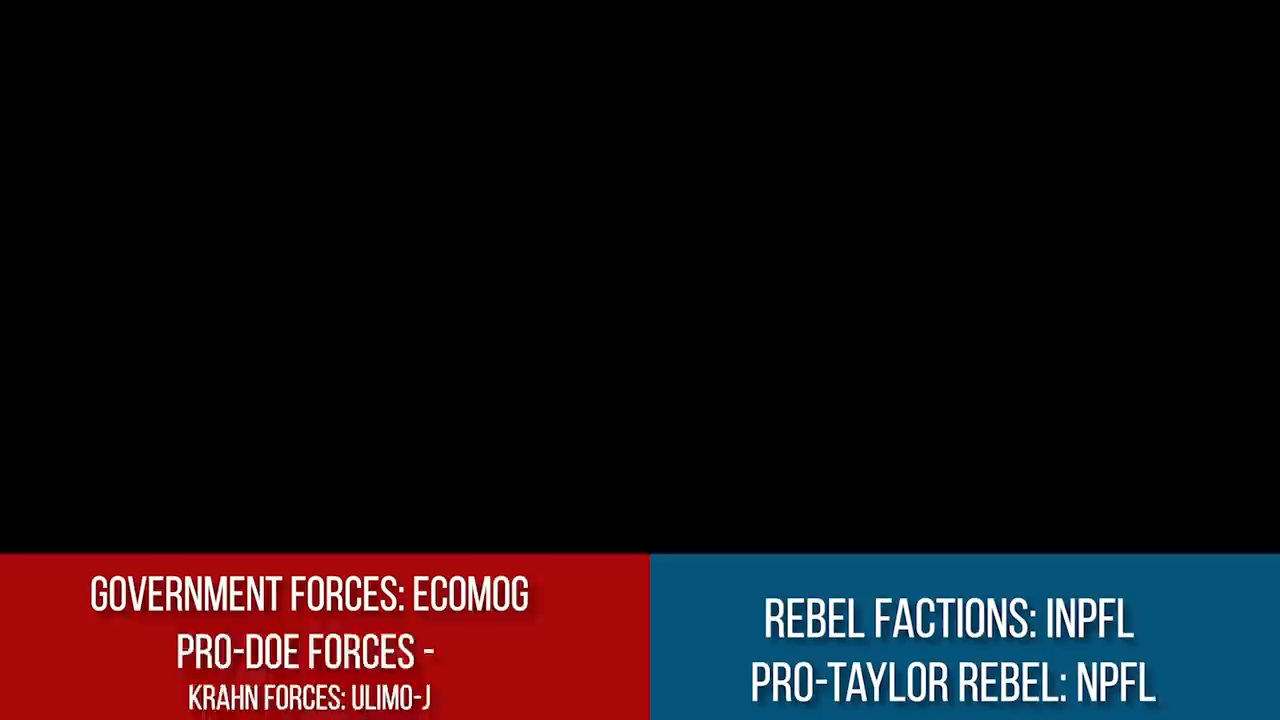 GOVERNMENT FORCES: ECOMOG
PRO-DOE FORCES -
KRAHN FORCES: ULIMO-J
REBEL FACTIONS: INPFL
PRO-TAYLOR REBEL: NPFL